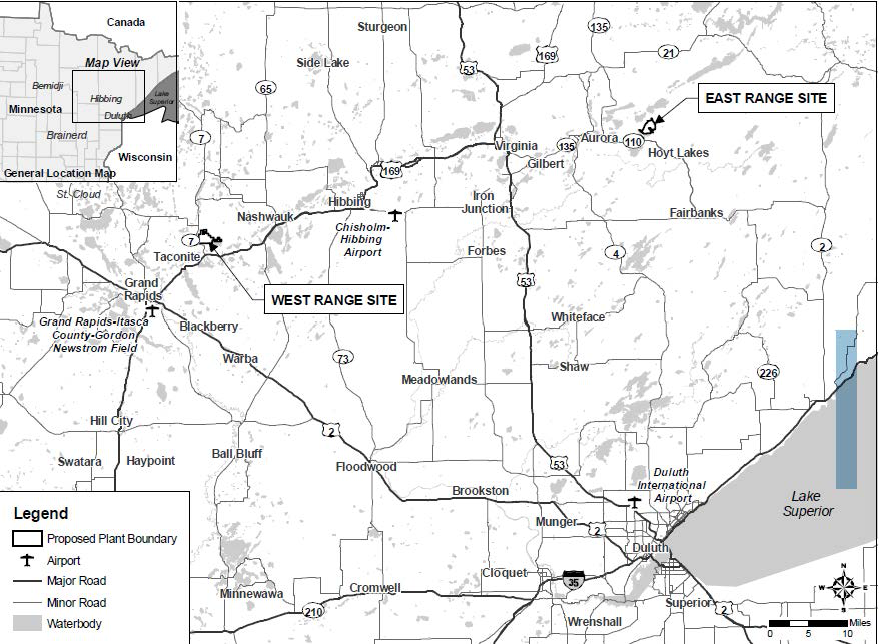 Canada
Map View
Bemidji
Hibbing
Lake
Superior
Minnesota
Duluth
Brainerd
Wisconsin
General Location Map
St. Cloud
Sturgeon
135
169
21
Side Lake
53
65
EAST RANGE SITE
7
Virginia
135
Aurora
110
Gilbert
Hoyt Lakes
169
Hibbing
Iron
Junction
Nashwauk
Fairbanks
Chisholm-
Hibbing
Airport
7
2
Taconite
Forbes
4
53
Grand
Rapids
WEST RANGE SITE
Grand Rapids-Itasca
County-Gordon
Newstrom Field
Blackberry
Whiteface
Warba
73
Shaw
226
Meadowlands
Hill City
2
Swatara
Haypoint
Ball Bluff
Floodwood
53
Duluth
International
Airport
Brookston
Lake
Superior
Munger
2
Duluth
Legend
Proposed Plant Boundary
Airport
Major Road
Minor Road
Waterbody
Cloquet
35
Minnewawa
Cromwell
210
Superior
2
Wrenshall
N
W
E
S
Miles
0
5
10